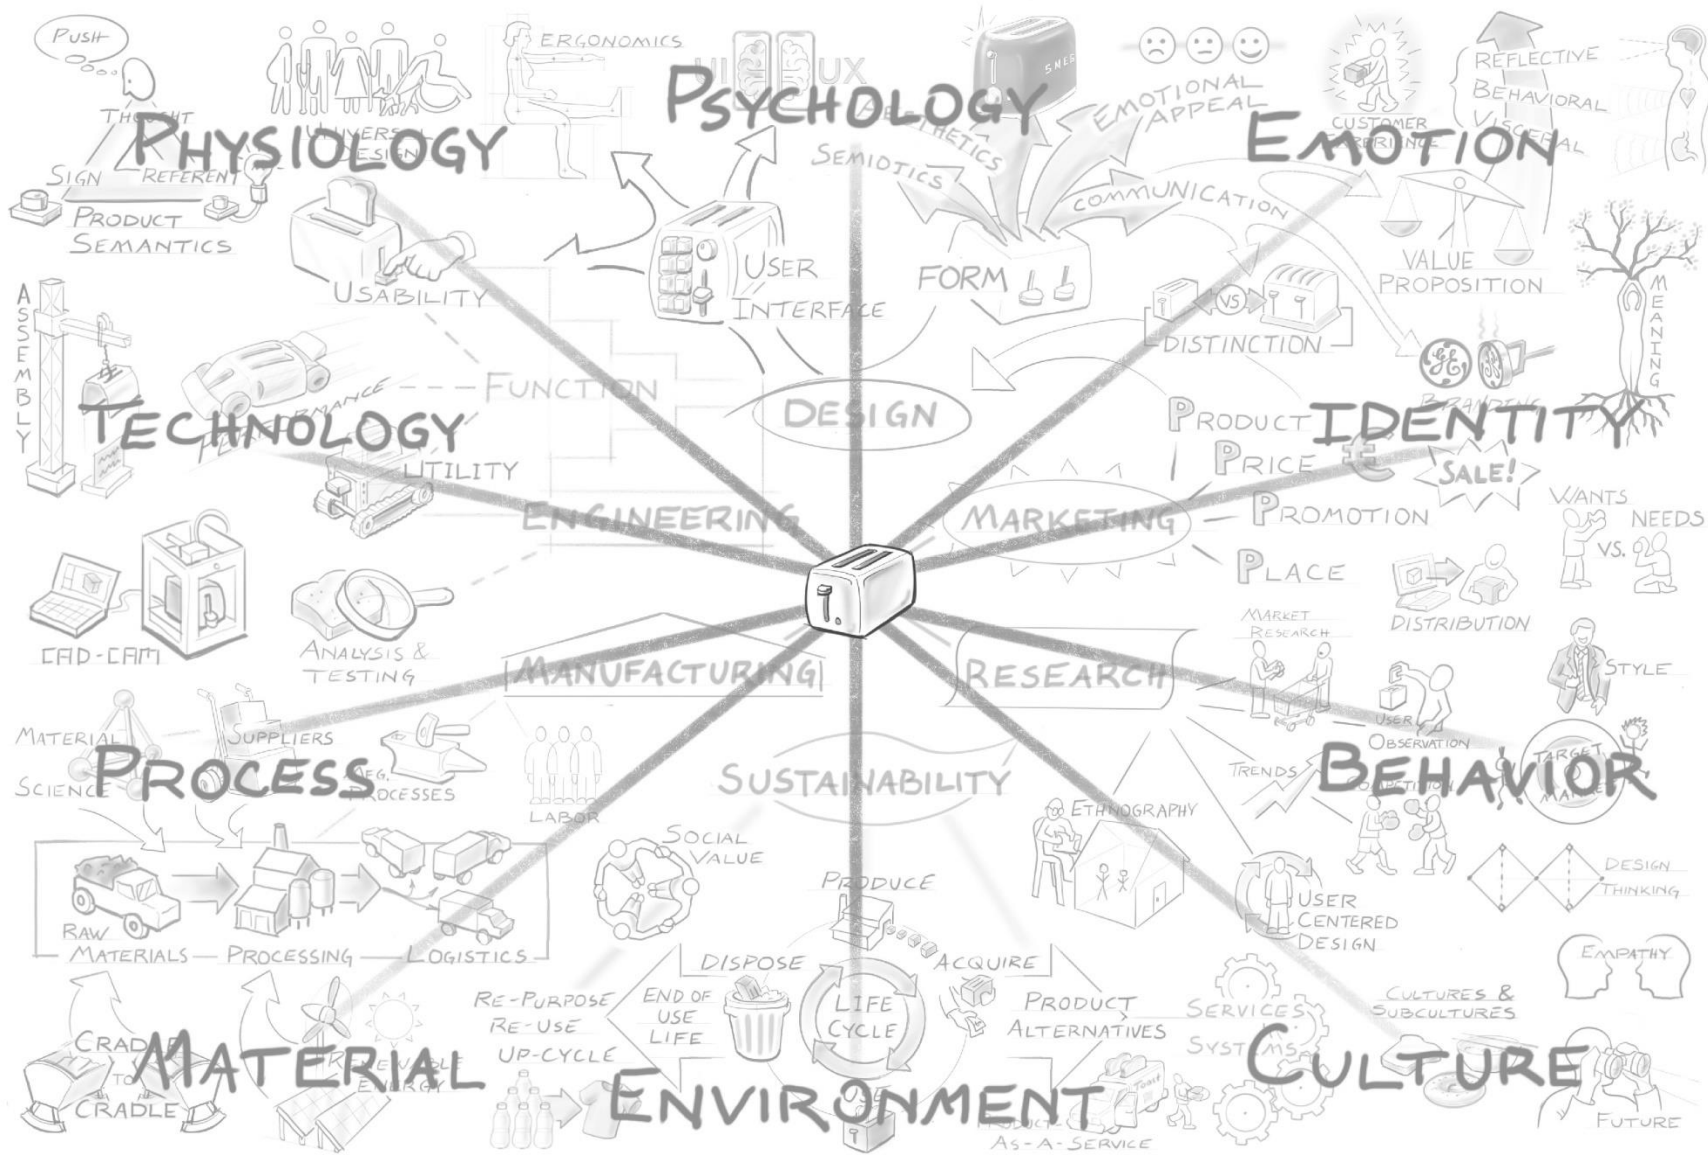 PUSH
THOUGHT
SIGN
REFERENT
PRODUCT
SEMANTICS
UNIVERSAL
DESIGN
ERGONOMICS
PHYSIOLOGY
UI UX
PSYCHOLOGY
SMEG
AESTHETICS
SEMIOTICS
EMOTIONAL
APPEAL
COMMUNICATION
CUSTOMER
EXPERIENCE
EMOTION
REFLECTIVE
BEHAVIORAL
VISCERAL
USABILITY
USER
INTERFACE
FORM
VS
DISTINCTION
VALUE
PROPOSITION
MEANING
ASSEMBLY
PERFORMANCE
FUNCTION
TECHNOLOGY
UTILITY
DESIGN
GE
BRANDING
IDENTITY
PRODUCT
PRICE €
PROMOTION
PLACE
SALE!
WANTS
VS.
NEEDS
ENGINEERING
MARKETING
CAD-CAM
ANALYSIS &
TESTING
DISTRIBUTION
MARKET
RESEARCH
STYLE
MANUFACTURING
RESEARCH
USER
OBSERVATION
MATERIAL
SCIENCE
SUPPLIERS
MFG.
PROCESSES
PROCESS
LABOR
SUSTAINABILITY
TRENDS
COMPETITION
TARGET
MARKET
BEHAVIOR
ETHNOGRAPHY
SOCIAL
VALUE
DESIGN
THINKING
USER
CENTERED
DESIGN
RAW
MATERIALS
PROCESSING
LOGISTICS
PRODUCE
DISPOSE
ACQUIRE
LIFE
CYCLE
USE
END OF
USE
LIFE
RE-PURPOSE
RE-USE
UP-CYCLE
PRODUCT
ALTERNATIVES
SERVICES
SYSTEMS
CULTURES &
SUBCULTURES
EMPATHY
CRADLE
TO
CRADLE
RENEWABLE
ENERGY
MATERIAL
ENVIRONMENT
TOAST
PRODUCT-
AS-A-SERVICE
CULTURE
FUTURE